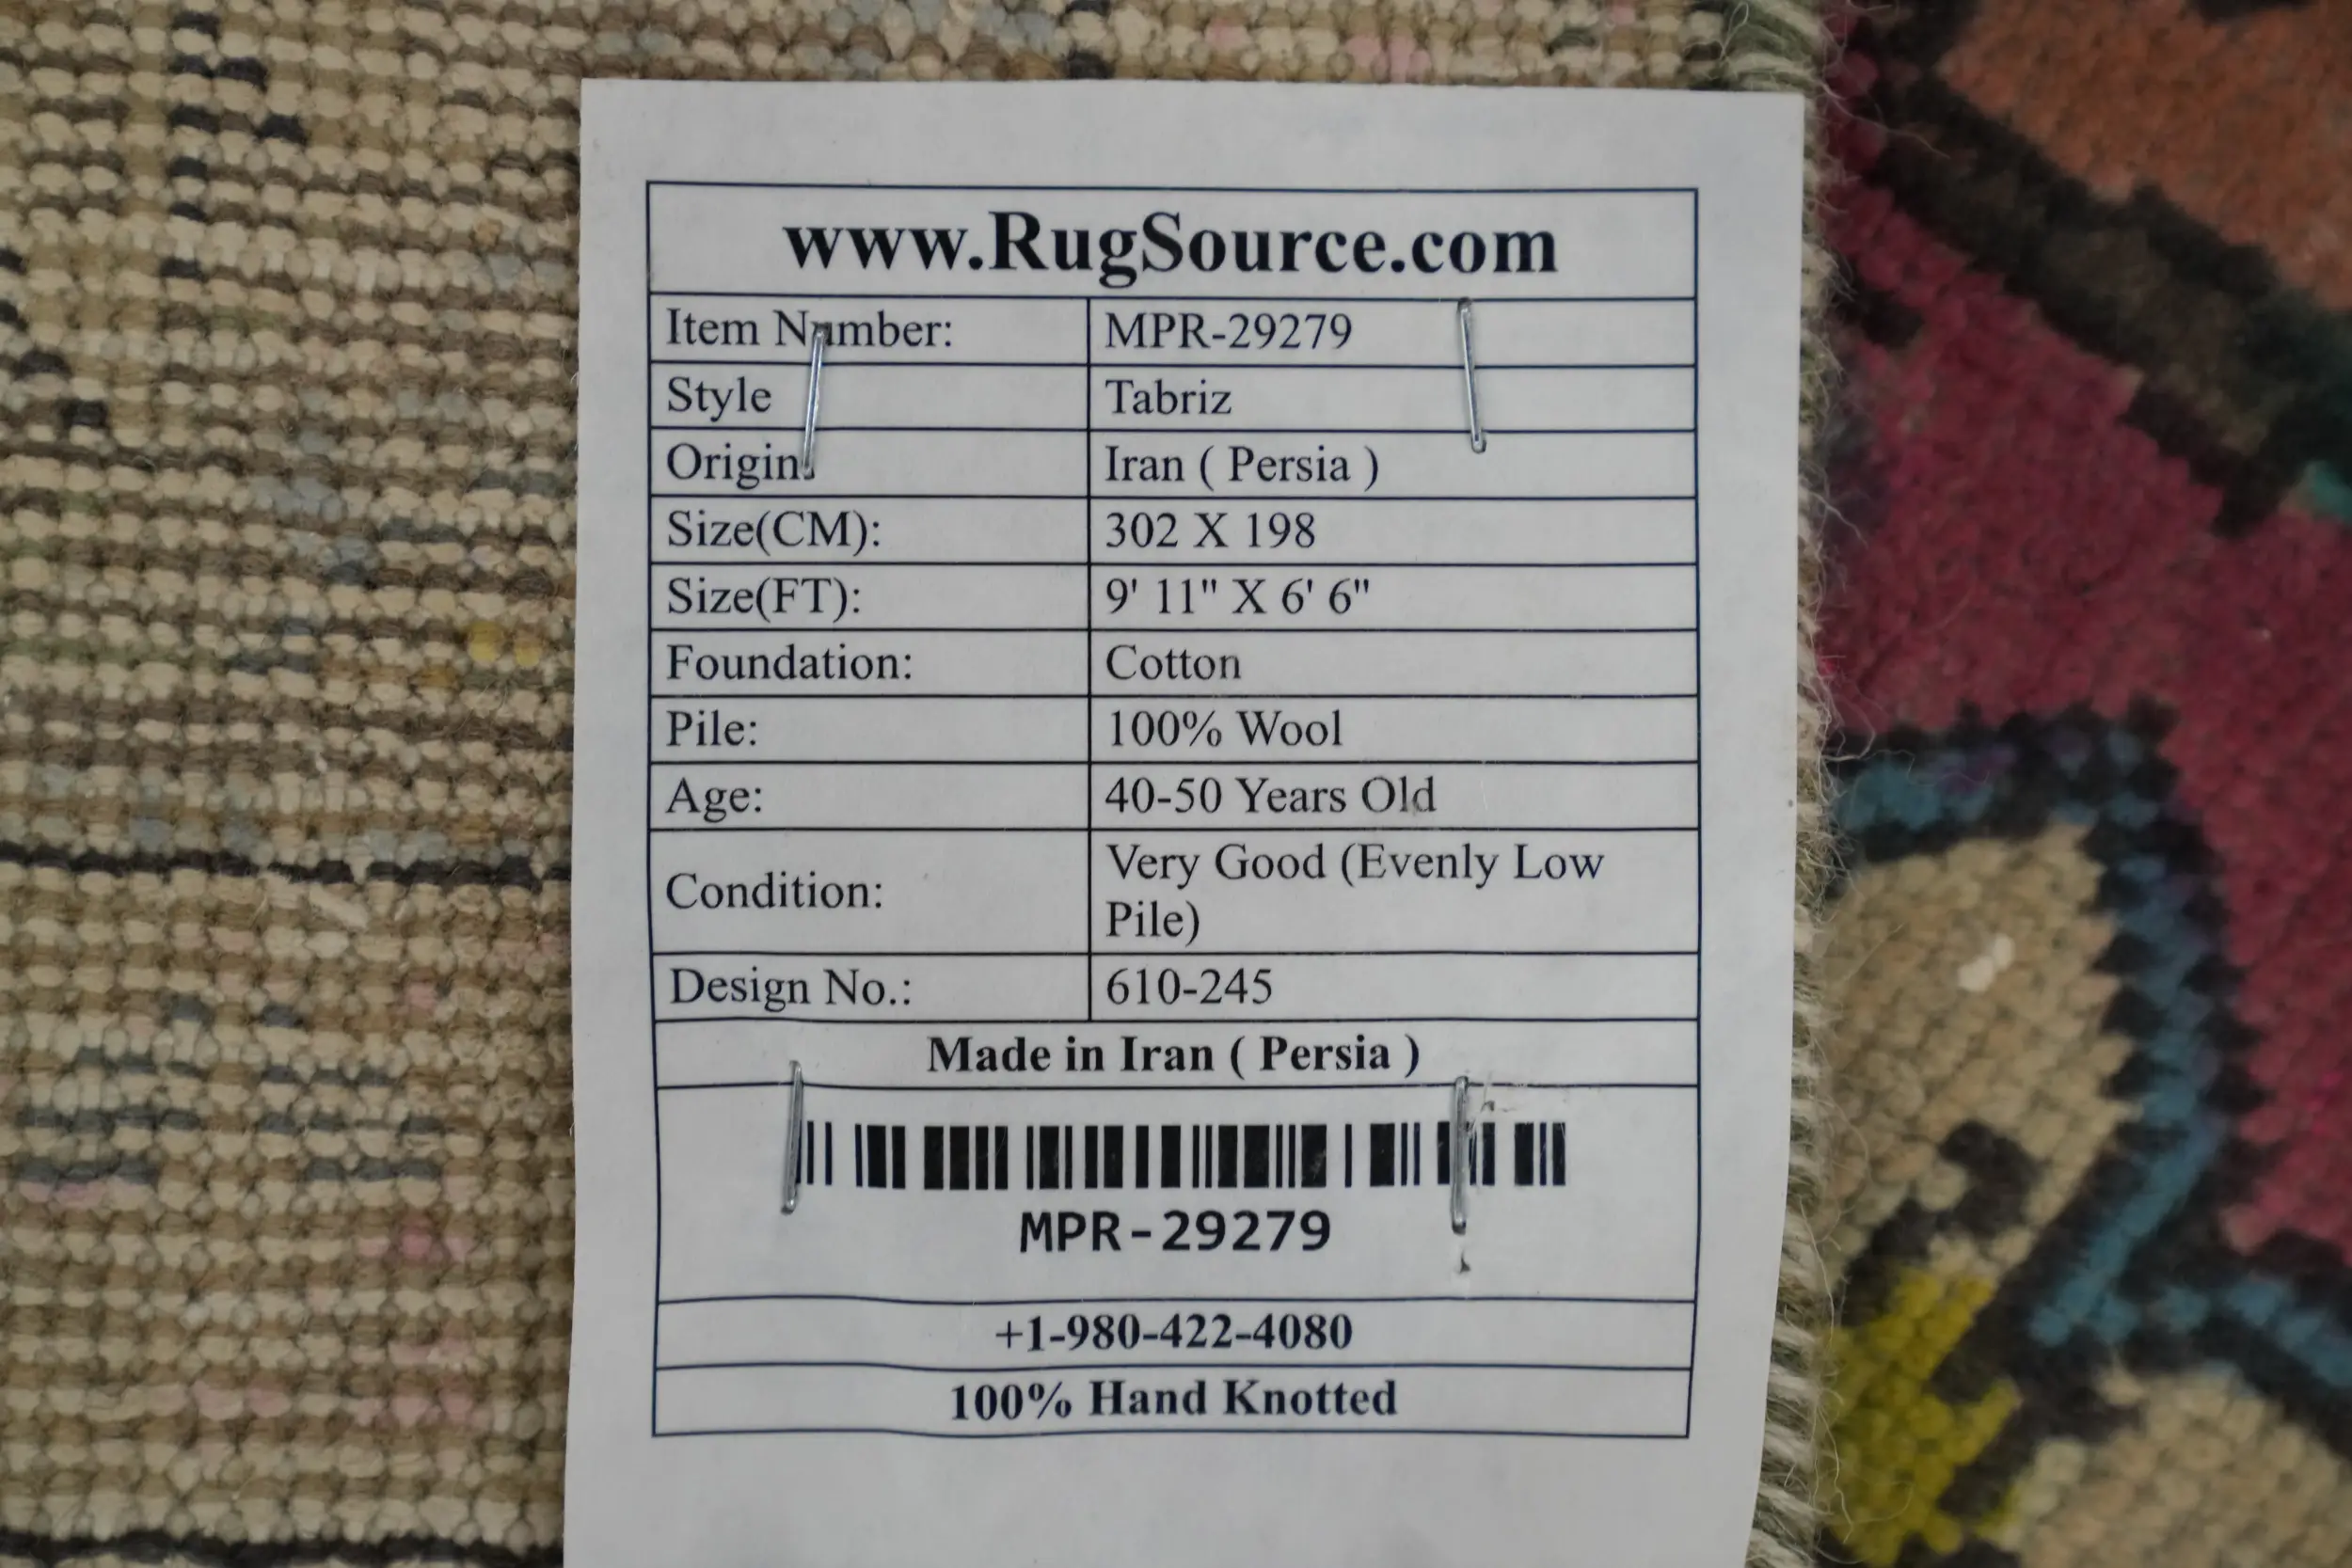 www.RugSource.com
Item Number: MPR-29279
Style Tabriz
Origin: Iran ( Persia )
Size(CM): 302 X 198
Size(FT): 9' 11" X 6' 6"
Foundation: Cotton
Pile: 100% Wool
Age: 40-50 Years Old
Condition: Very Good (Evenly Low
Pile)
Design No.: 610-245
Made in Iran ( Persia )
MPR-29279
+1-980-422-4080
100% Hand Knotted